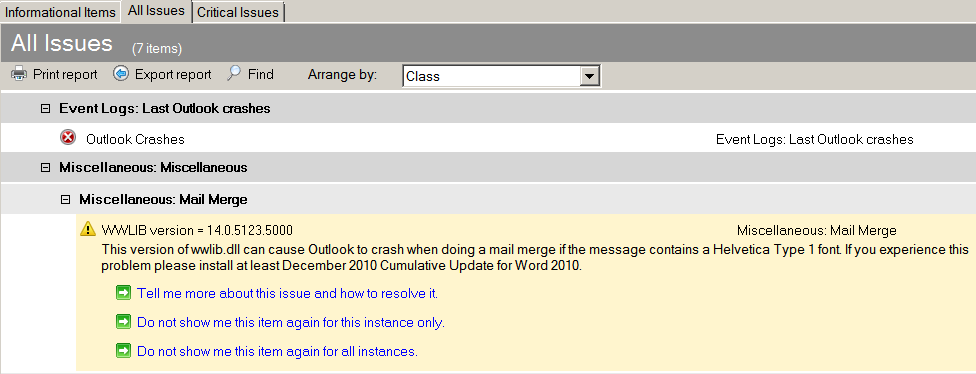 Informational Items All Issues Critical Issues
All Issues (7 items)
Print report Export report Find Arrange by: Class
Event Logs: Last Outlook crashes
Outlook Crashes Event Logs: Last Outlook crashes
Miscellaneous: Miscellaneous
Miscellaneous: Mail Merge
WWLIB version = 14.0.5123.5000 Miscellaneous: Mail Merge
This version of wwlib.dll can cause Outlook to crash when doing a mail merge if the message contains a Helvetica Type 1 font. If you experience this
problem please install at least December 2010 Cumulative Update for Word 2010.
Tell me more about this issue and how to resolve it.
Do not show me this item again for this instance only.
Do not show me this item again for all instances.